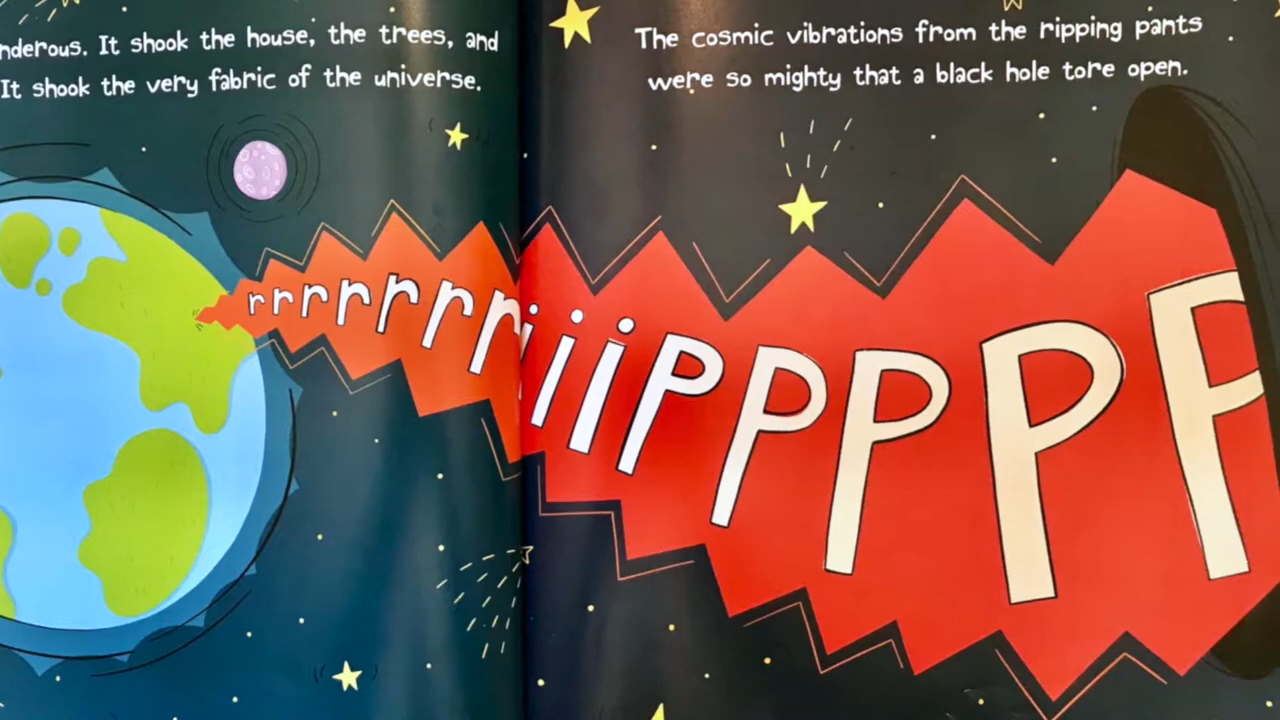 nderous. It shook the house, the trees, and
It shook the very fabric of the universe.
The cosmic vibrations from the ripping pants
were so mighty that a black hole tore open.
rrrrrrriiiPPPPP